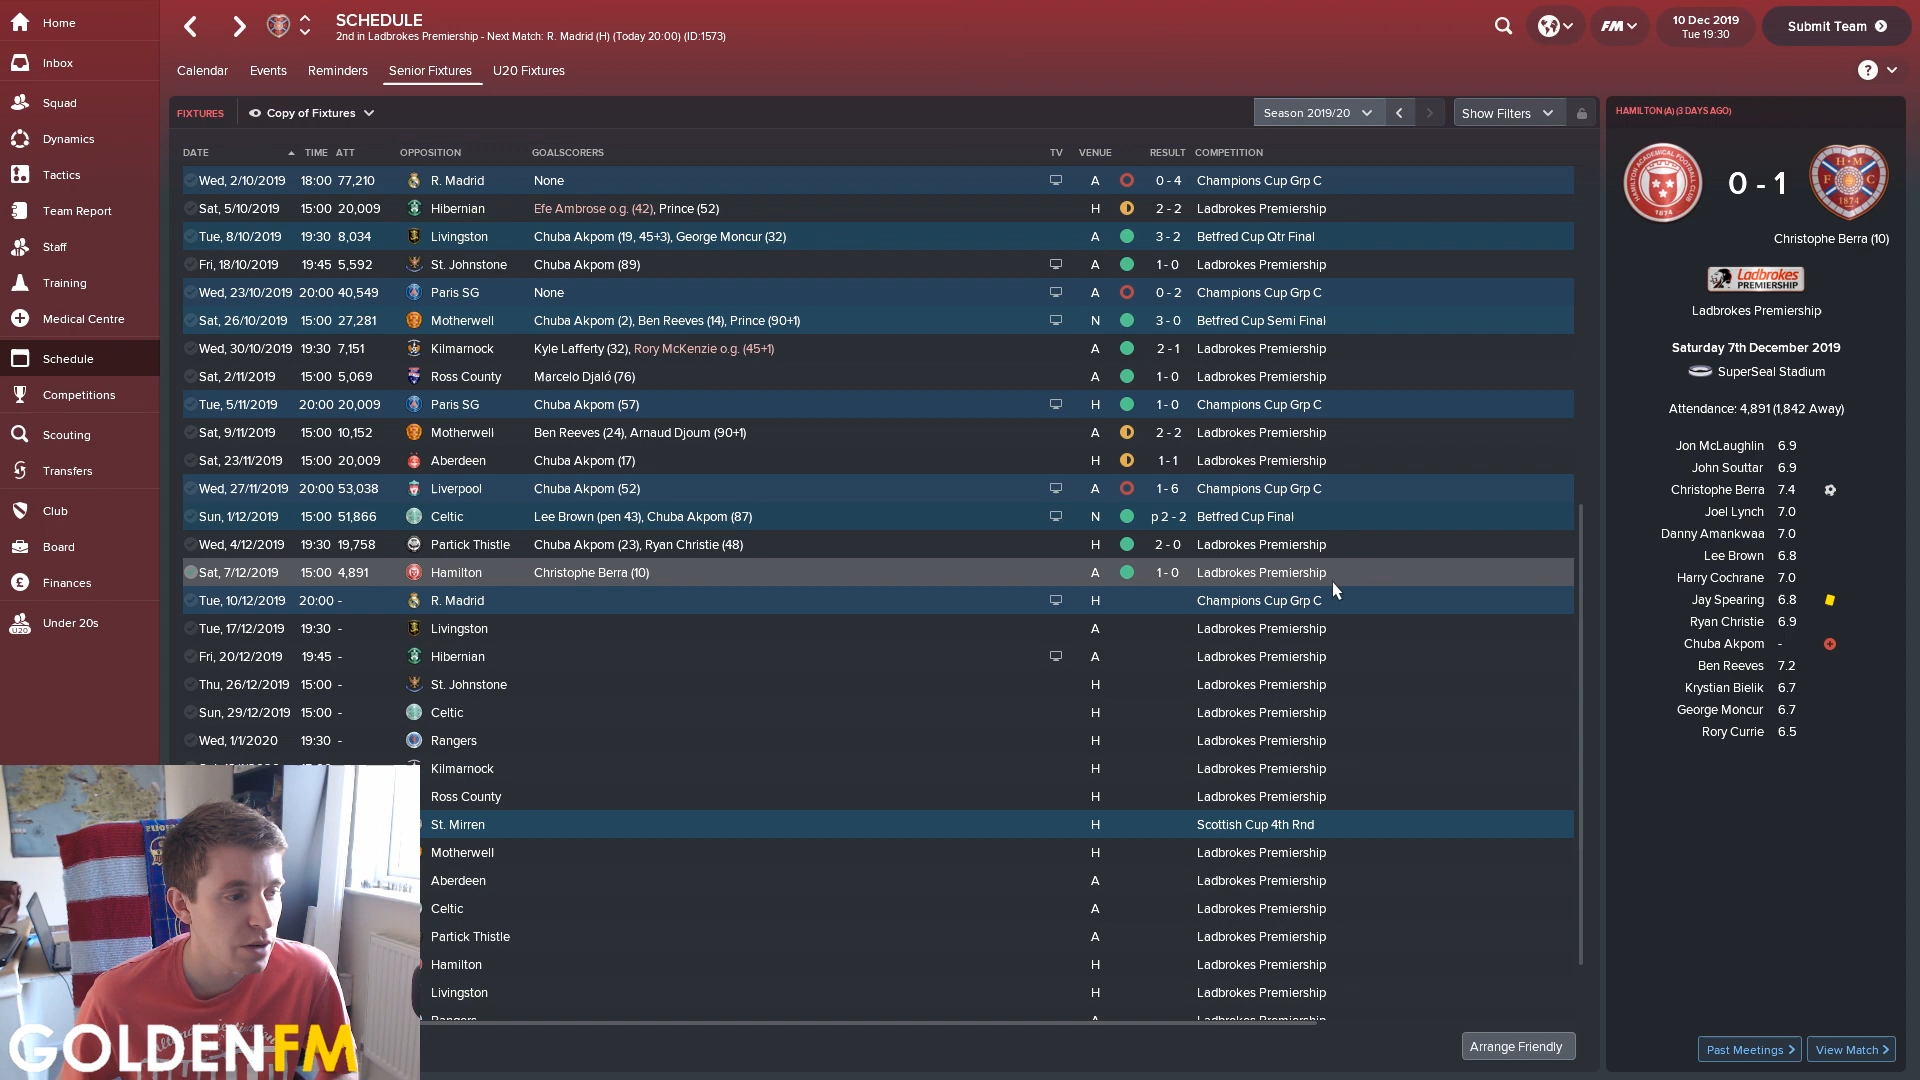 Home
Inbox
Squad
Dynamics
Tactics
Team Report
Staff
Training
Medical Centre
Schedule
Competitions
Scouting
Transfers
Club
Board
Finances
Under 20s
SCHEDULE
2nd in Ladbrokes Premiership - Next Match: R. Madrid (H) (Today 20:00) (ID:1573)
FM
10 Dec 2019
Tue 19:30
Submit Team
Calendar Events Reminders Senior Fixtures U20 Fixtures
?
FIXTURES Copy of Fixtures Season 2019/20 Show Filters
DATE TIME ATT OPPOSITION GOALSCORERS TV VENUE RESULT COMPETITION
Wed, 2/10/2019 18:00 77,210 R. Madrid None A 0 - 4 Champions Cup Grp C
Sat, 5/10/2019 15:00 20,009 Hibernian Efe Ambrose o.g. (42), Prince (52) H 2 - 2 Ladbrokes Premiership
Tue, 8/10/2019 19:30 8,034 Livingston Chuba Akpom (19, 45+3), George Moncur (32) A 3 - 2 Betfred Cup Qtr Final
Fri, 18/10/2019 19:45 5,592 St. Johnstone Chuba Akpom (89) A 1 - 0 Ladbrokes Premiership
Wed, 23/10/2019 20:00 40,549 Paris SG None A 0 - 2 Champions Cup Grp C
Sat, 26/10/2019 15:00 27,281 Motherwell Chuba Akpom (2), Ben Reeves (14), Prince (90+1) N 3 - 0 Betfred Cup Semi Final
Wed, 30/10/2019 19:30 7,151 Kilmarnock Kyle Lafferty (32), Rory McKenzie o.g. (45+1) A 2 - 1 Ladbrokes Premiership
Sat, 2/11/2019 15:00 5,069 Ross County Marcelo Djaló (76) A 1 - 0 Ladbrokes Premiership
Tue, 5/11/2019 20:00 20,009 Paris SG Chuba Akpom (57) H 1 - 0 Champions Cup Grp C
Sat, 9/11/2019 15:00 10,152 Motherwell Ben Reeves (24), Arnaud Djoum (90+1) A 2 - 2 Ladbrokes Premiership
Sat, 23/11/2019 15:00 20,009 Aberdeen Chuba Akpom (17) H 1 - 1 Ladbrokes Premiership
Wed, 27/11/2019 20:00 53,038 Liverpool Chuba Akpom (52) A 1 - 6 Champions Cup Grp C
Sun, 1/12/2019 15:00 51,866 Celtic Lee Brown (pen 43), Chuba Akpom (87) N p 2 - 2 Betfred Cup Final
Wed, 4/12/2019 19:30 19,758 Partick Thistle Chuba Akpom (23), Ryan Christie (48) H 2 - 0 Ladbrokes Premiership
Sat, 7/12/2019 15:00 4,891 Hamilton Christophe Berra (10) A 1 - 0 Ladbrokes Premiership
Tue, 10/12/2019 20:00 - R. Madrid H Champions Cup Grp C
Tue, 17/12/2019 19:30 - Livingston A Ladbrokes Premiership
Fri, 20/12/2019 19:45 - Hibernian A Ladbrokes Premiership
Thu, 26/12/2019 15:00 - St. Johnstone H Ladbrokes Premiership
Sun, 29/12/2019 15:00 - Celtic H Ladbrokes Premiership
Wed, 1/1/2020 19:30 - Rangers H Ladbrokes Premiership
Kilmarnock H Ladbrokes Premiership
Ross County H Ladbrokes Premiership
St. Mirren H Scottish Cup 4th Rnd
Motherwell H Ladbrokes Premiership
Aberdeen A Ladbrokes Premiership
Celtic A Ladbrokes Premiership
Partick Thistle A Ladbrokes Premiership
Hamilton H Ladbrokes Premiership
Livingston H Ladbrokes Premiership
Rangers A Ladbrokes Premiership
Arrange Friendly
HAMILTON (A) (3 DAYS AGO)
HAMILTON ACADEMICAL FOOTBALL CLUB
1874
0 - 1
H M
F C
1874
Christophe Berra (10)
Ladbrokes
PREMIERSHIP
Ladbrokes Premiership
Saturday 7th December 2019
SuperSeal Stadium
Attendance: 4,891 (1,842 Away)
Jon McLaughlin 6.9
John Souttar 6.9
Christophe Berra 7.4
Joel Lynch 7.0
Danny Amankwaa 7.0
Lee Brown 6.8
Harry Cochrane 7.0
Jay Spearing 6.8
Ryan Christie 6.9
Chuba Akpom -
Ben Reeves 7.2
Krystian Bielik 6.7
George Moncur 6.7
Rory Currie 6.5
Past Meetings View Match
GOLDENFM